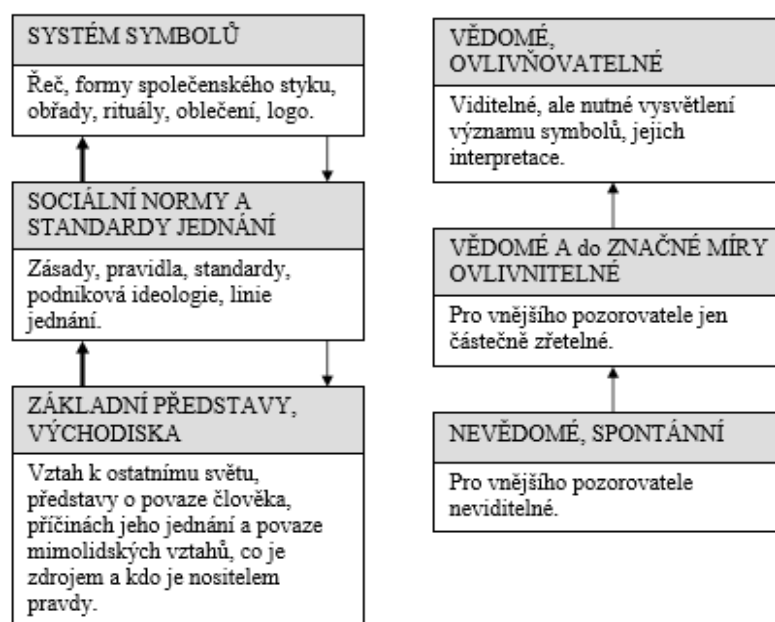 SYSTÉM SYMBOLŮ
Řeč, formy společenského styku,
obřady, rituály, oblečení, logo.
SOCIÁLNÍ NORMY A
STANDARDY JEDNÁNÍ
Zásady, pravidla, standardy,
podniková ideologie, linie
jednání.
ZÁKLADNÍ PŘEDSTAVY,
VÝCHODISKA
Vztah k ostatnímu světu,
představy o povaze člověka,
příčinách jeho jednání a povaze
mimolidských vztahů, co je
zdrojem a kdo je nositelem
pravdy.
VĚDOMÉ,
OVLIVŇOVATELNÉ
Viditelné, ale nutné vysvětlení
významu symbolů, jejich
interpretace.
VĚDOMÉ A do ZNAČNÉ MÍRY
OVLIVNITELNÉ
Pro vnějšího pozorovatele jen
částečně zřetelné.
NEVĚDOMÉ, SPONTÁNNÍ
Pro vnějšího pozorovatele
neviditelné.